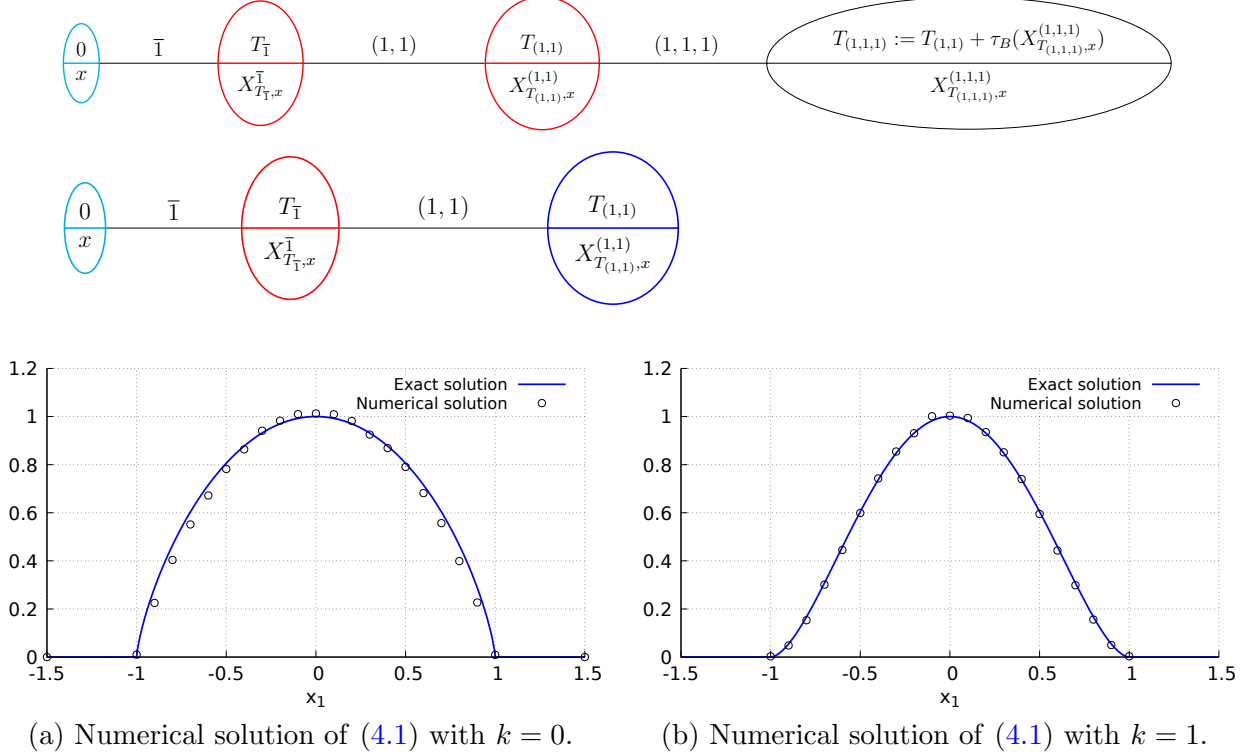 0 1̅ T_1̅ (1, 1) T_(1,1) (1, 1, 1) T_(1,1,1) := T_(1,1) + τ_B(X^(1,1,1)_{T_(1,1,1),x})
x X^1̅_{T_1̅,x} X^(1,1)_{T_(1,1),x} X^(1,1,1)_{T_(1,1,1),x}
0 1̅ T_1̅ (1, 1) T_(1,1)
x X^1̅_{T_1̅,x} X^(1,1)_{T_(1,1),x}
1.2
Exact solution
Numerical solution
1
0.8
0.6
0.4
0.2
0
-1.5 -1 -0.5 0 0.5 1 1.5
x₁
(a) Numerical solution of (4.1) with k = 0.
1.2
Exact solution
Numerical solution
1
0.8
0.6
0.4
0.2
0
-1.5 -1 -0.5 0 0.5 1 1.5
x₁
(b) Numerical solution of (4.1) with k = 1.